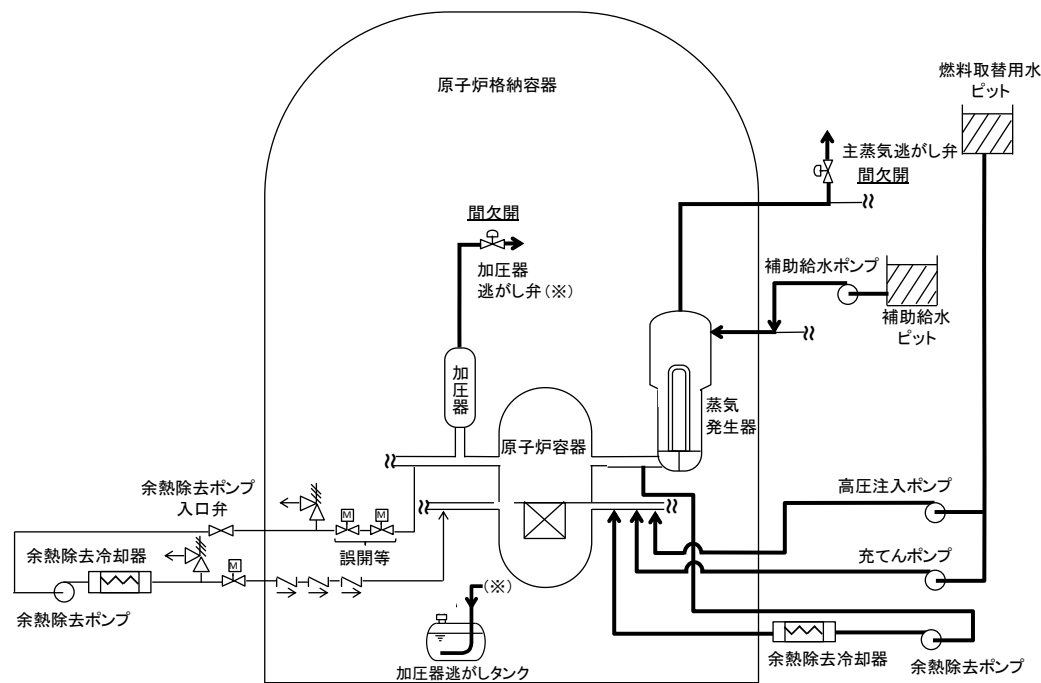 原子炉格納容器
燃料取替用水
ピット
主蒸気逃がし弁
間欠開
間欠開
加圧器
逃がし弁(※)
補助給水ポンプ
補助給水
ピット
加圧器
蒸気
発生器
原子炉容器
余熱除去ポンプ
入口弁
M
M
誤開等
高圧注入ポンプ
余熱除去冷却器
M
充てんポンプ
余熱除去ポンプ
(※)
加圧器逃がしタンク
余熱除去冷却器
余熱除去ポンプ